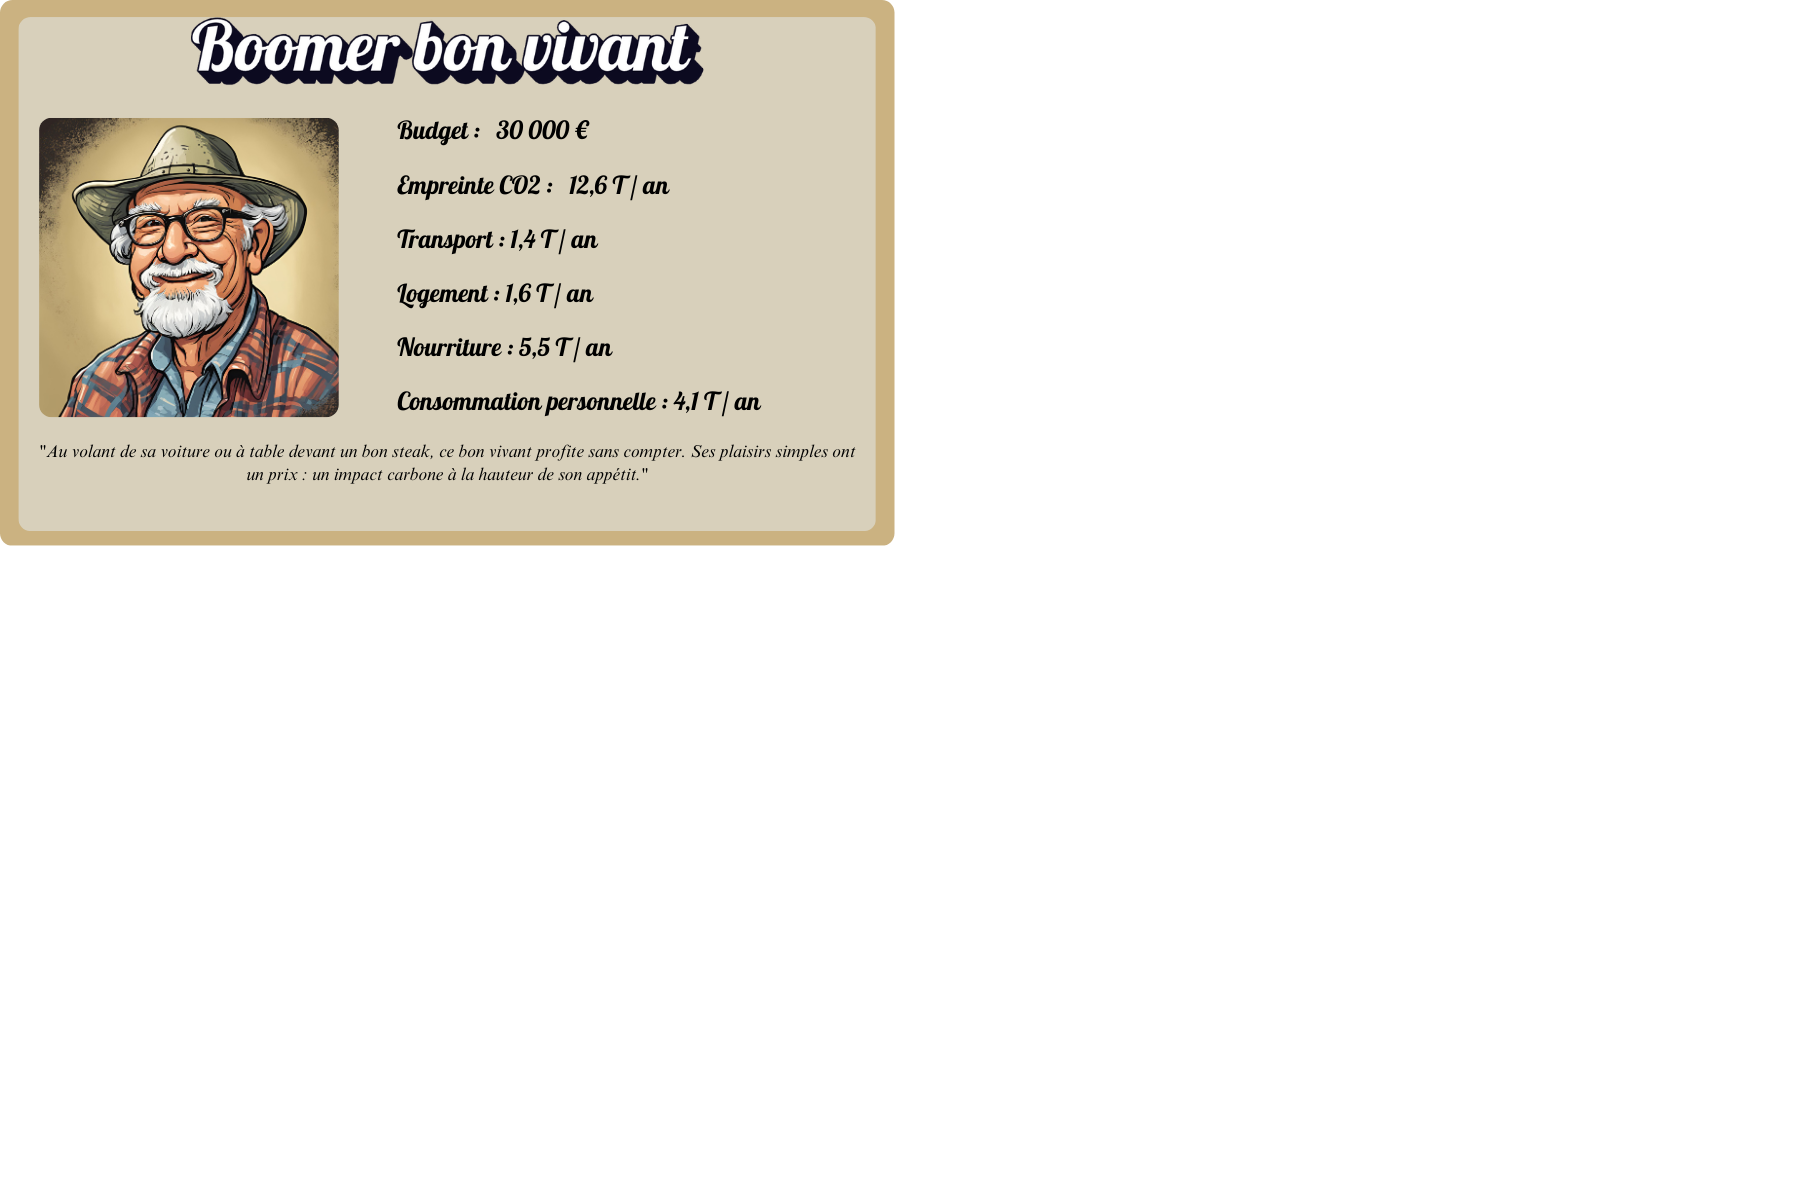 Boomer bon vivant
Budget : 30 000 €
Empreinte CO2 : 12,6 T/ an
Transport : 1,4 T/ an
Logement : 1,6 T/ an
Nourriture : 5,5 T/ an
Consommation personnelle : 4,1 T/ an
"Au volant de sa voiture ou à table devant un bon steak, ce bon vivant profite sans compter. Ses plaisirs simples ont
un prix : un impact carbone à la hauteur de son appétit."